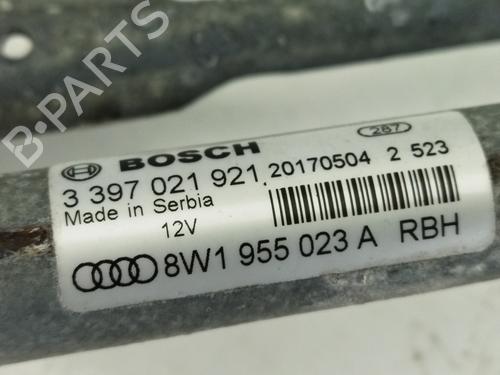 B-PARTS
BOSCH
287
3 397 021 921.
20170504 2 523
Made in Serbia
12V
8W1 955 023 A RBH